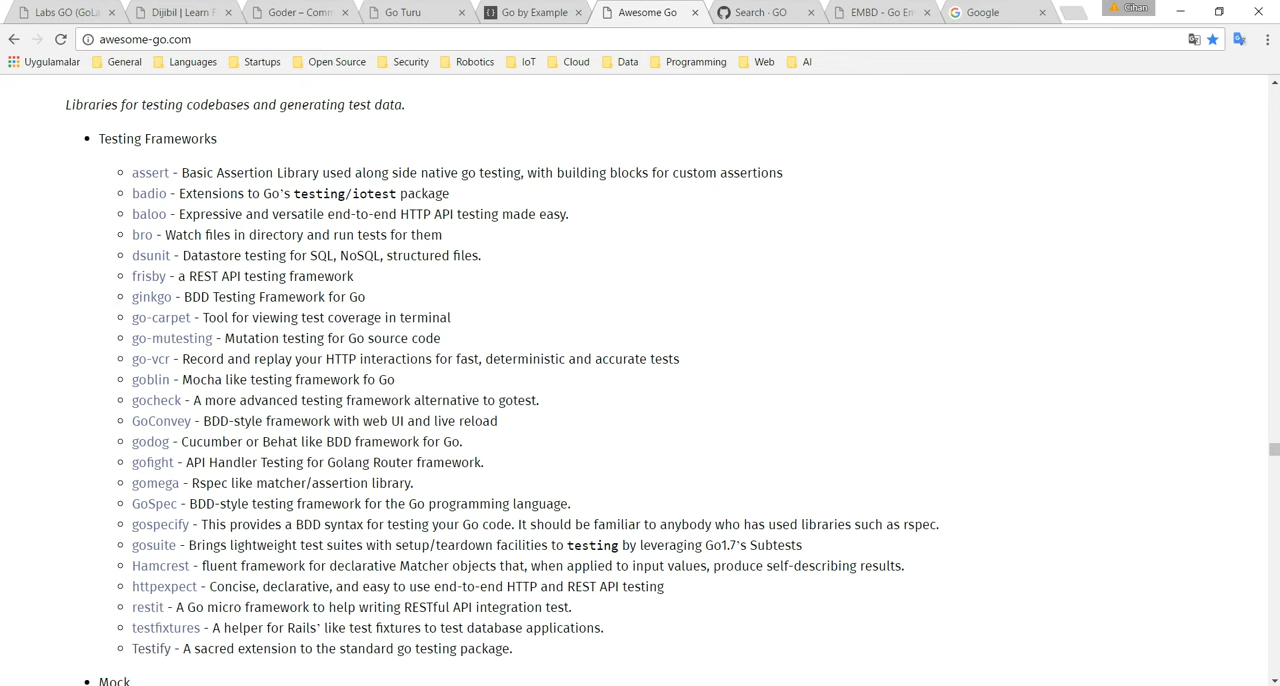 Labs GO (GoLa
Dijibil | Learn F
Goder – Comm
Go Turu
Go by Example
Awesome Go
Search · GO
EMBD - Go Em
Google
Cihan
awesome-go.com
Uygulamalar
General
Languages
Startups
Open Source
Security
Robotics
IoT
Cloud
Data
Programming
Web
AI
Libraries for testing codebases and generating test data.
Testing Frameworks
assert - Basic Assertion Library used along side native go testing, with building blocks for custom assertions
badio - Extensions to Go’s testing/iotest package
baloo - Expressive and versatile end-to-end HTTP API testing made easy.
bro - Watch files in directory and run tests for them
dsunit - Datastore testing for SQL, NoSQL, structured files.
frisby - a REST API testing framework
ginkgo - BDD Testing Framework for Go
go-carpet - Tool for viewing test coverage in terminal
go-mutesting - Mutation testing for Go source code
go-vcr - Record and replay your HTTP interactions for fast, deterministic and accurate tests
goblin - Mocha like testing framework fo Go
gocheck - A more advanced testing framework alternative to gotest.
GoConvey - BDD-style framework with web UI and live reload
godog - Cucumber or Behat like BDD framework for Go.
gofight - API Handler Testing for Golang Router framework.
gomega - Rspec like matcher/assertion library.
GoSpec - BDD-style testing framework for the Go programming language.
gospecify - This provides a BDD syntax for testing your Go code. It should be familiar to anybody who has used libraries such as rspec.
gosuite - Brings lightweight test suites with setup/teardown facilities to testing by leveraging Go1.7’s Subtests
Hamcrest - fluent framework for declarative Matcher objects that, when applied to input values, produce self-describing results.
httpexpect - Concise, declarative, and easy to use end-to-end HTTP and REST API testing
restit - A Go micro framework to help writing RESTful API integration test.
testfixtures - A helper for Rails’ like test fixtures to test database applications.
Testify - A sacred extension to the standard go testing package.
Mock